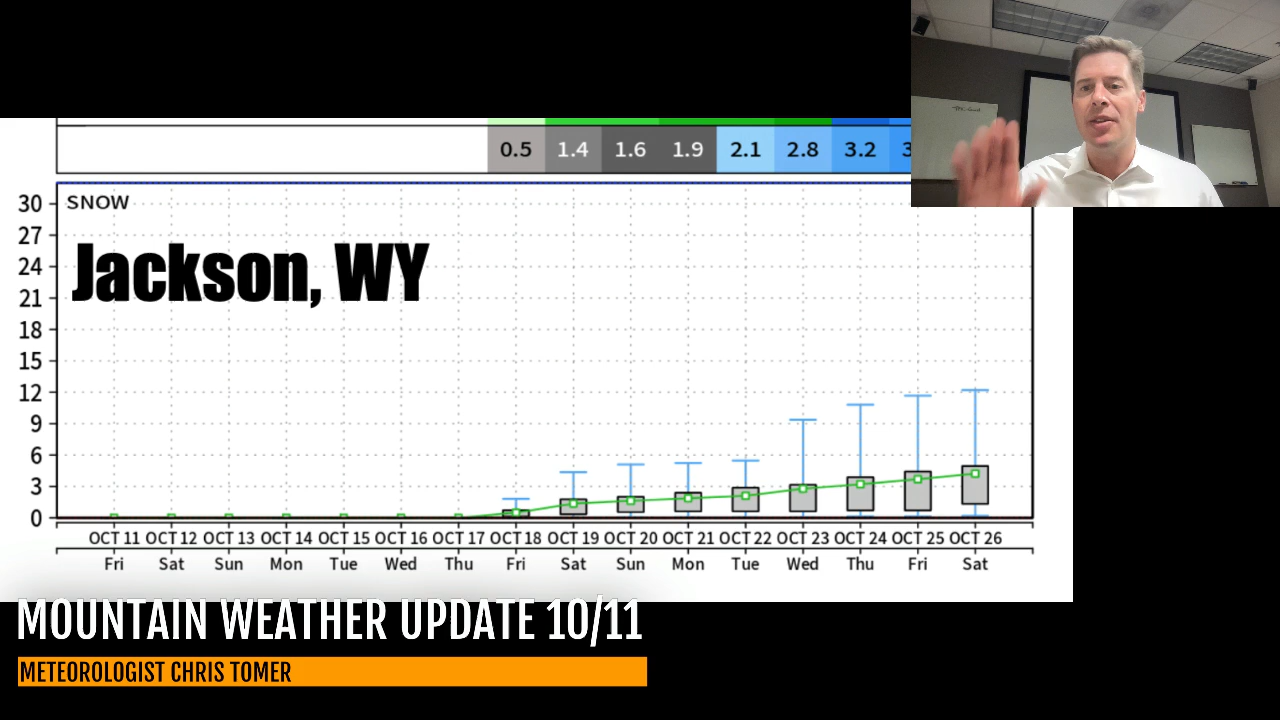 0.5 1.4 1.6 1.9 2.1 2.8 3.2 3
30 SNOW
27
Jackson, WY
24
21
18
15
12
9
6
3
0
OCT 11 OCT 12 OCT 13 OCT 14 OCT 15 OCT 16 OCT 17 OCT 18 OCT 19 OCT 20 OCT 21 OCT 22 OCT 23 OCT 24 OCT 25 OCT 26
Fri Sat Sun Mon Tue Wed Thu Fri Sat Sun Mon Tue Wed Thu Fri Sat
MOUNTAIN WEATHER UPDATE 10/11
METEOROLOGIST CHRIS TOMER